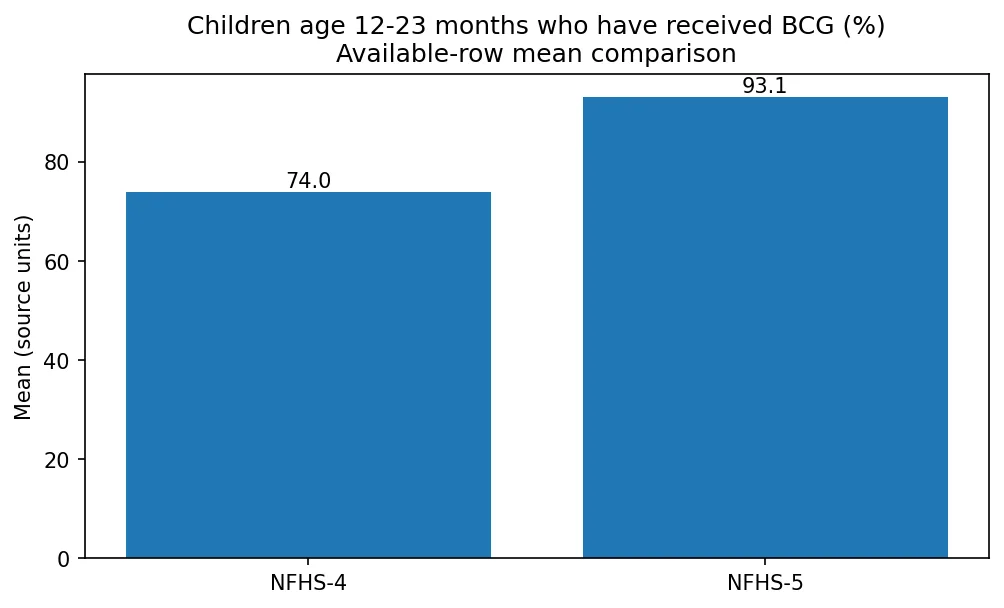 Children age 12-23 months who have received BCG (%)
Available-row mean comparison
93.1
74.0
80
60
40
20
0
Mean (source units)
NFHS-4
NFHS-5